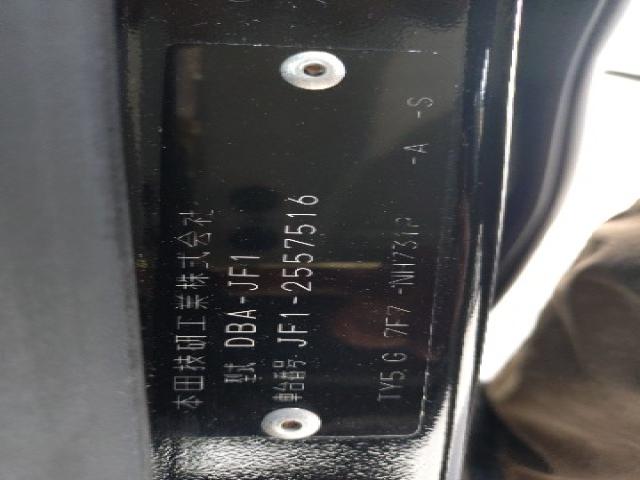 本田技研工業株式会社
型式 DBA-JF1
車台番号 JF1-2557516
TY5.G 7F7 -NH731P -A -S